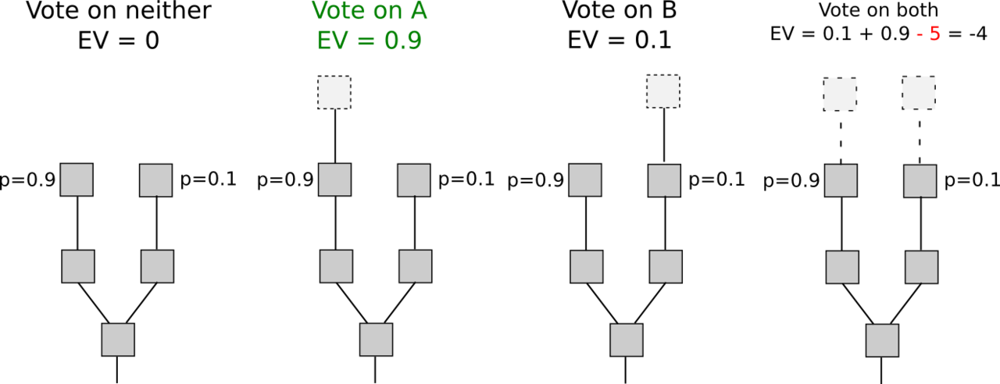 Vote on neither
EV = 0
Vote on A
EV = 0.9
Vote on B
EV = 0.1
Vote on both
EV = 0.1 + 0.9 - 5 = -4
p=0.9
p=0.1
p=0.9
p=0.1
p=0.9
p=0.1
p=0.9
p=0.1